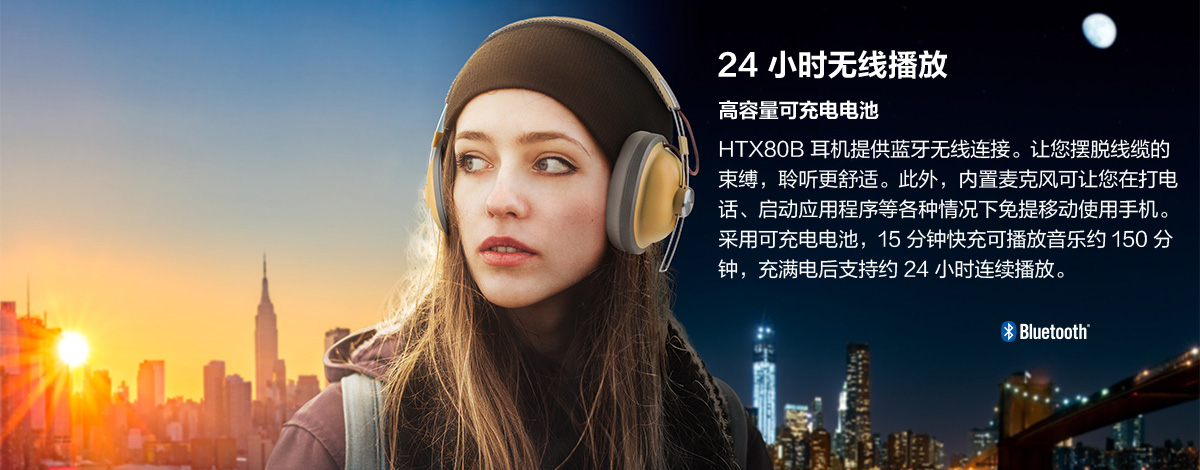 24 小时无线播放
高容量可充电电池
HTX80B 耳机提供蓝牙无线连接。让您摆脱线缆的
束缚，聆听更舒适。此外，内置麦克风可让您在打电
话、启动应用程序等各种情况下免提移动使用手机。
采用可充电电池，15 分钟快充可播放音乐约 150 分
钟，充满电后支持约 24 小时连续播放。
Bluetooth®